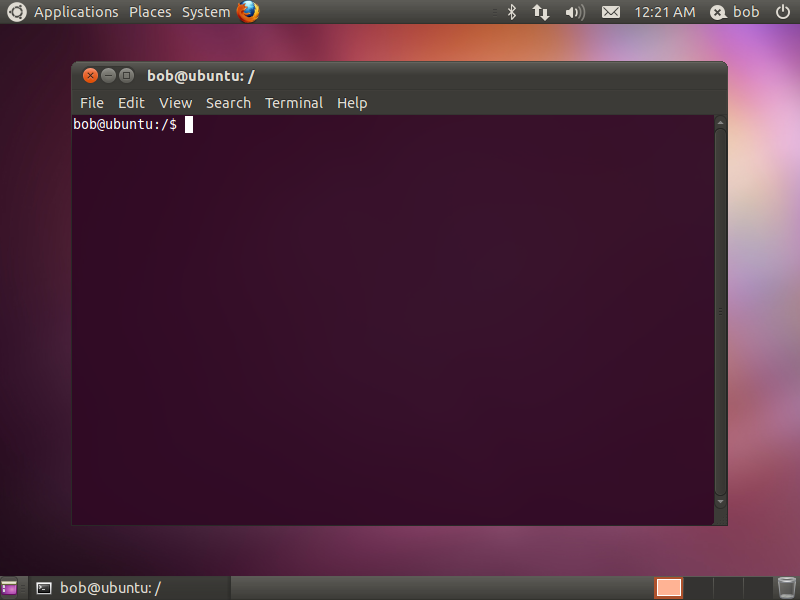 Applications Places System 12:21 AM bob
bob@ubuntu: /
File Edit View Search Terminal Help
bob@ubuntu:/$
bob@ubuntu: /